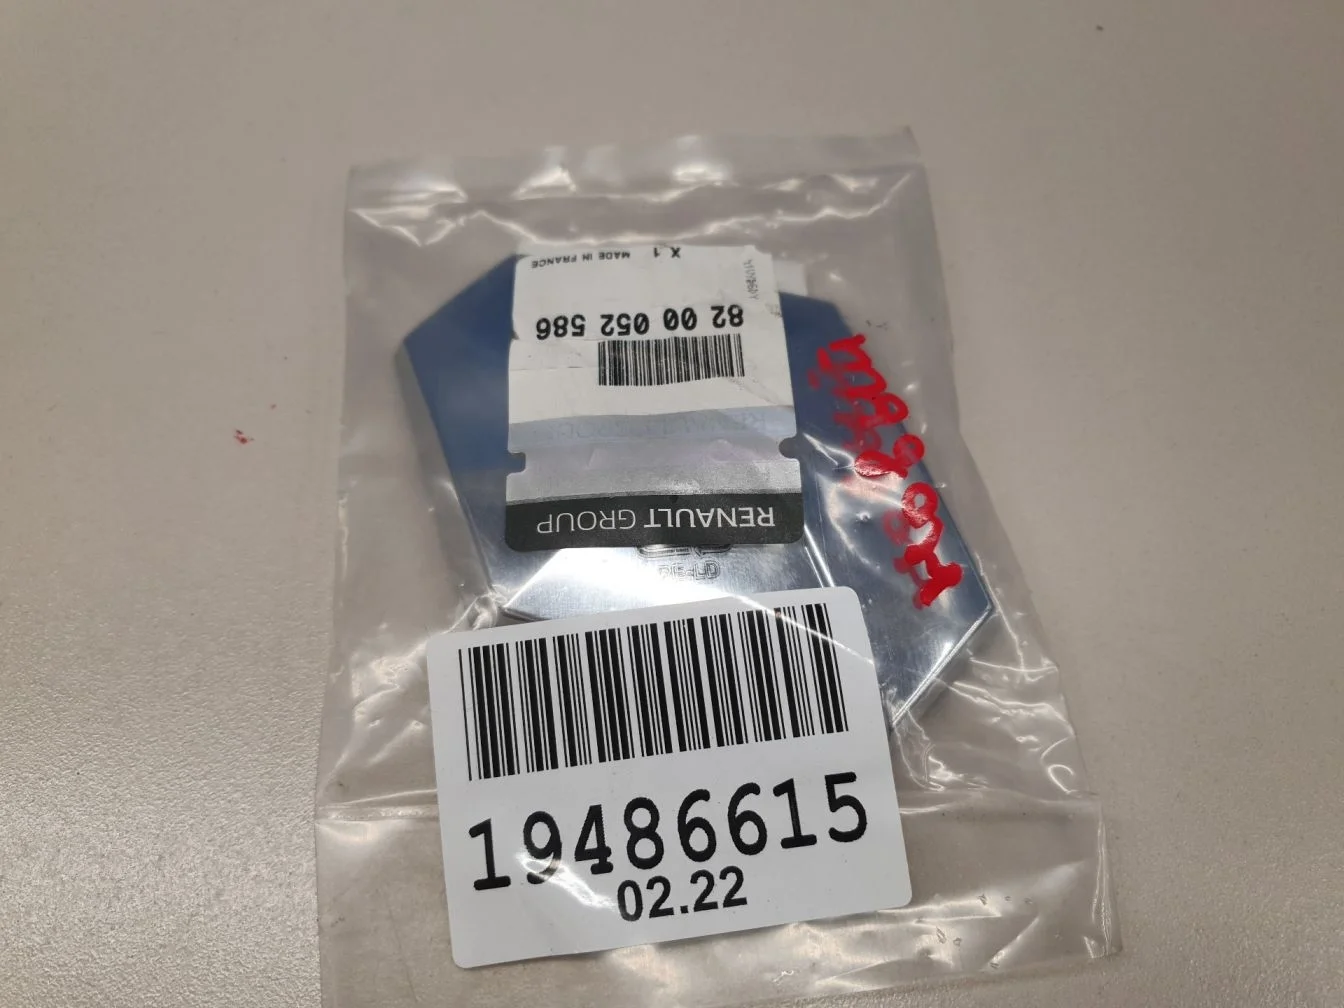 X 1 MADE IN FRANCE
82 00 052 586
RENAULT GROUP
19486615
02.22